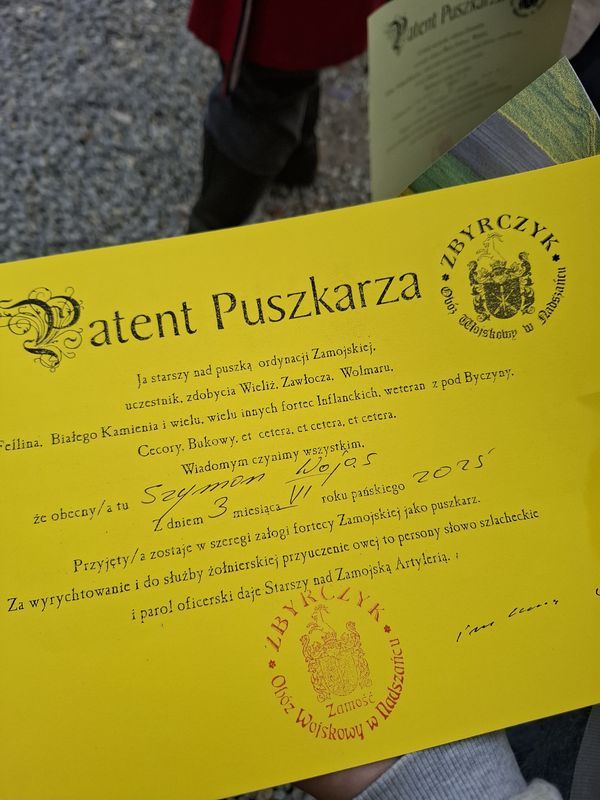 Patent Puszkarza
ZBYRCZYK
Obóz Wojskowy w Nadszańcu
Patent Puszkarza
Ja starszy nad puszką ordynacji Zamojskiej,
uczestnik, zdobycia Wieliż, Zawłocza, Wolmaru,
Fellina, Białego Kamienia i wielu, wielu innych fortec Inflanckich, weteran z pod Byczyny,
Cecory, Bukowy, et cetera, et cetera, et cetera.
Wiadomym czynimy wszystkim,
że obecny/a tu Szymon Wojas
Z dniem 3 miesiąca VI roku pańskiego 2025
Przyjęty/a zostaje w szeregi załogi fortecy Zamojskiej jako puszkarz.
Za wyrychtowanie i do służby żołnierskiej przyuczenie owej to persony słowo szlacheckie
i parol oficerski daje Starszy nad Zamojską Artylerią.
ZBYRCZYK
Zamość
Obóz Wojskowy w Nadszańcu